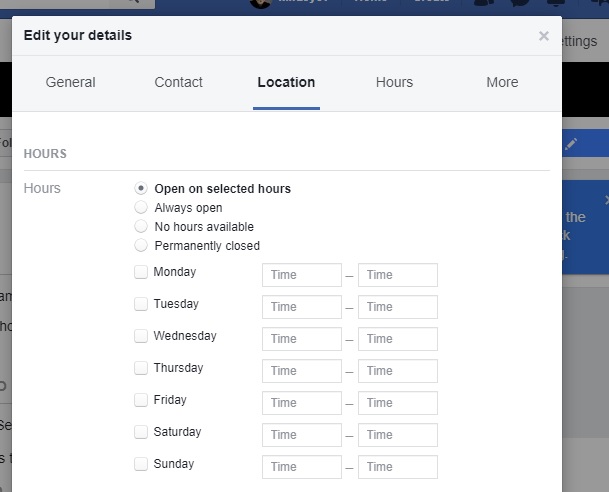 Edit your details ×
ettings
General Contact Location Hours More
HOURS
Hours
Open on selected hours
Always open
No hours available
Permanently closed
the
k
Monday Time – Time
Tuesday Time – Time
Wednesday Time – Time
Thursday Time – Time
Friday Time – Time
Saturday Time – Time
Sunday Time – Time